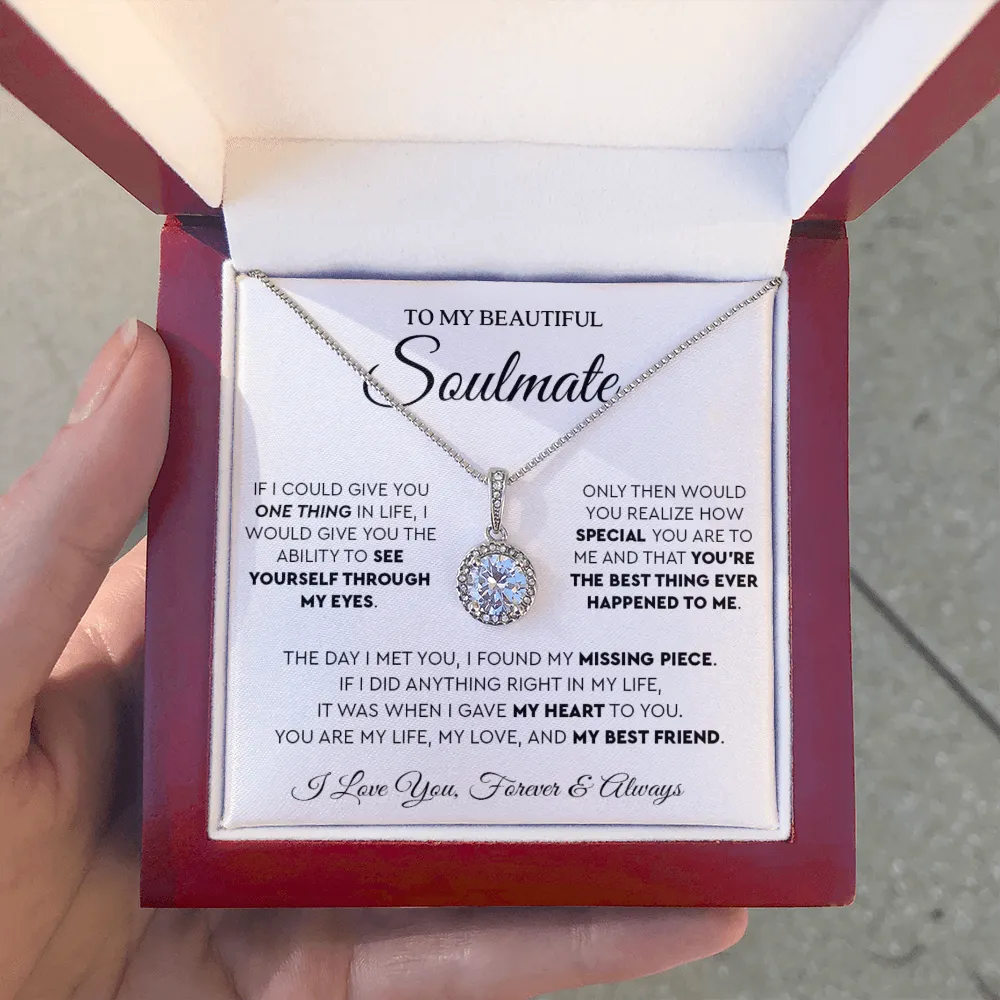 TO MY BEAUTIFUL
Soulmate
IF I COULD GIVE YOU
ONE THING IN LIFE, I
WOULD GIVE YOU THE
ABILITY TO SEE
YOURSELF THROUGH
MY EYES.
ONLY THEN WOULD
YOU REALIZE HOW
SPECIAL YOU ARE TO
ME AND THAT YOU'RE
THE BEST THING EVER
HAPPENED TO ME.
THE DAY I MET YOU, I FOUND MY MISSING PIECE.
IF I DID ANYTHING RIGHT IN MY LIFE,
IT WAS WHEN I GAVE MY HEART TO YOU.
YOU ARE MY LIFE, MY LOVE, AND MY BEST FRIEND.
I Love You, Forever & Always